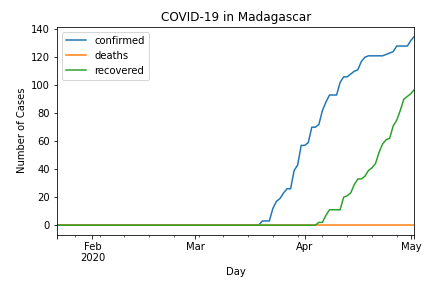 COVID-19 in Madagascar
140
120
100
80
60
40
20
0
Number of Cases
confirmed
deaths
recovered
Feb
2020
Mar
Apr
May
Day